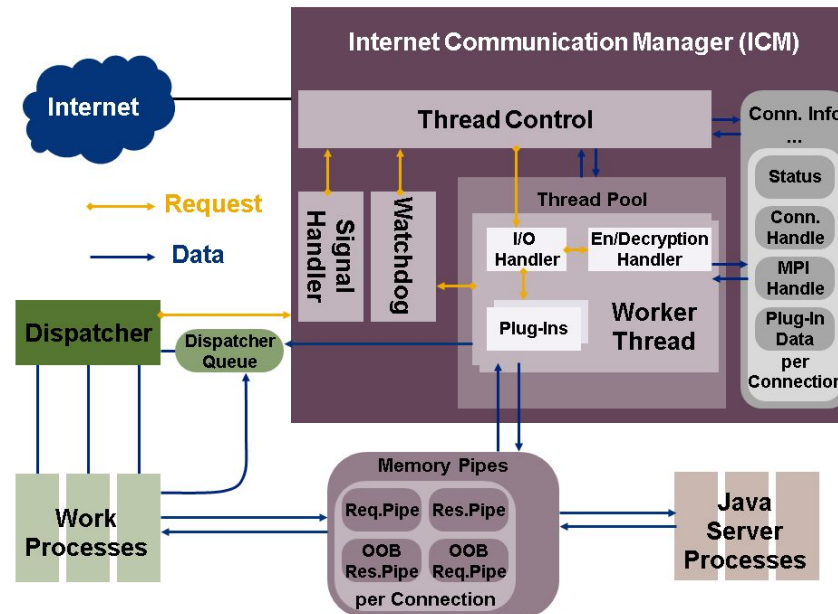 Internet Communication Manager (ICM)
Internet
Thread Control
Conn. Info
...
Status
Conn.
Handle
MPI
Handle
Plug-In
Data
per
Connection
Request
Data
Signal
Handler
Watchdog
Thread Pool
I/O
Handler
En/Decryption
Handler
Plug-Ins
Worker
Thread
Dispatcher
Dispatcher
Queue
Work
Processes
Memory Pipes
Req.Pipe
Res.Pipe
OOB
Res.Pipe
OOB
Req.Pipe
per Connection
Java
Server
Processes